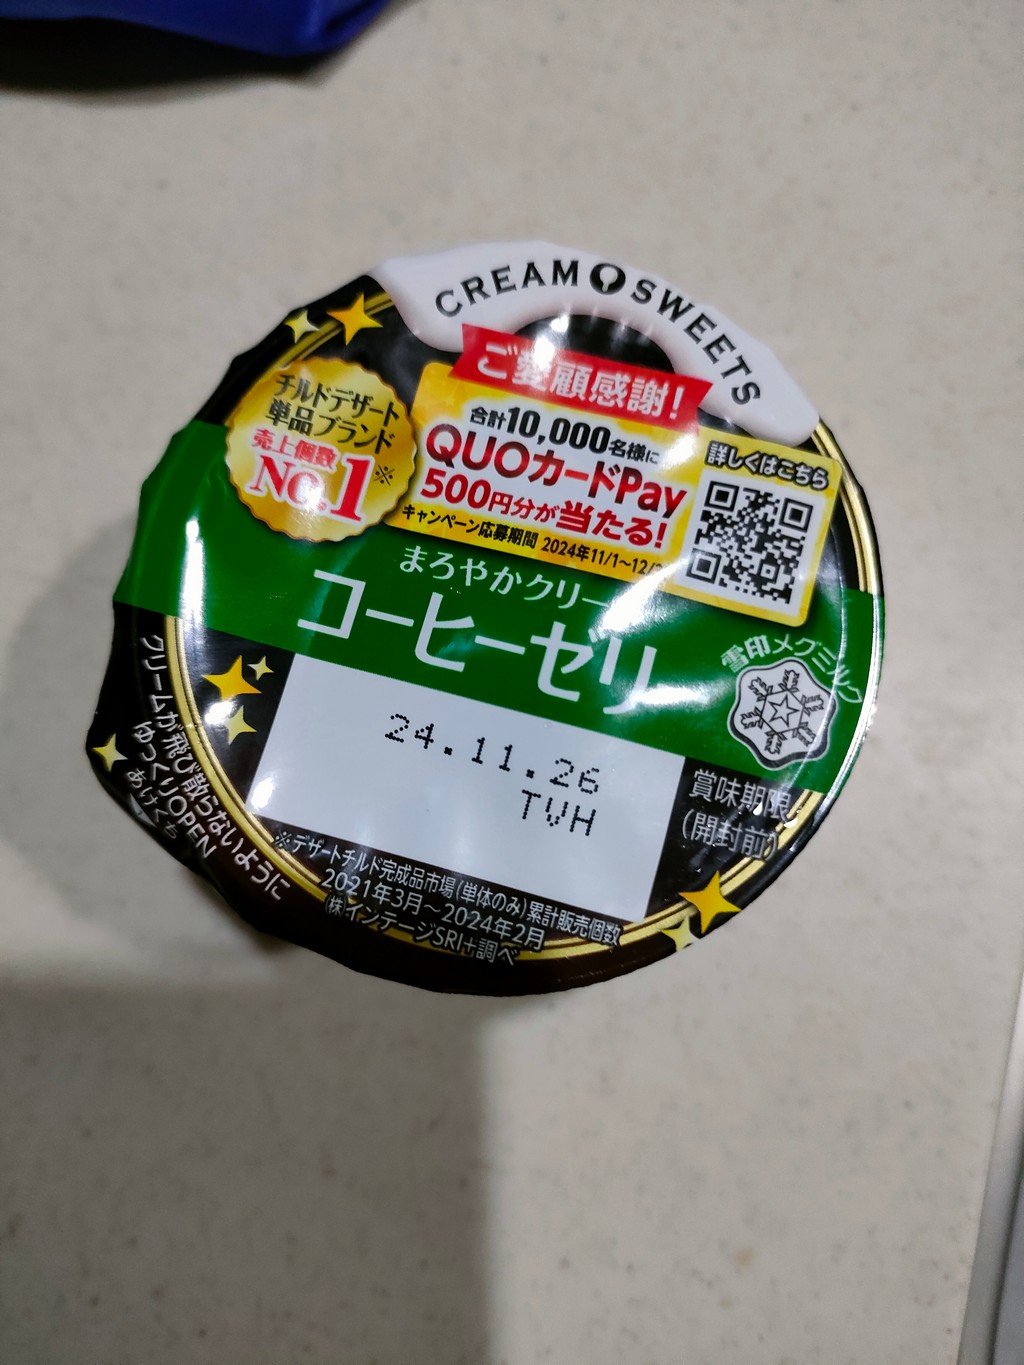 CREAM SWEETS
ご愛顧感謝!
チルドデザート
単品ブランド
売上個数
No.1※
合計10,000名様に
QUOカードPay
500円分が当たる!
キャンペーン応募期間 2024年11/1~12/
詳しくはこちら
まろやかクリー
コーヒーゼリ
雪印メグミルク
24.11.26
TVH
賞味期限
(開封前)
クリームが飛び散らないように
ゆっくりOPEN
あけくち
※デザートチルド完成品市場(単体のみ)累計販売個数
2021年3月~2024年2月
(株)インテージSRI+調べ